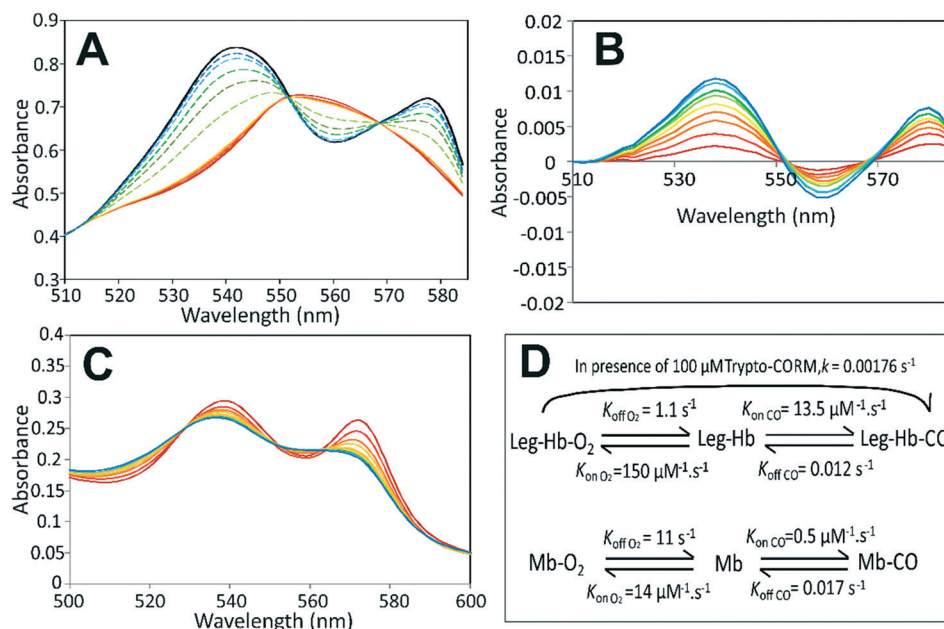 A
0.9
0.8
0.7
0.6
0.5
0.4
0.3
Absorbance
510 520 530 540 550 560 570 580
Wavelength (nm)
B
0.02
0.015
0.01
0.005
0
-0.005
-0.01
-0.015
-0.02
Absorbance
510 530 550 570
Wavelength (nm)
C
0.4
0.35
0.3
0.25
0.2
0.15
0.1
0.05
0
Absorbance
500 520 540 560 580 600
Wavelength (nm)
D
In presence of 100 µMTrypto-CORM,k = 0.00176 s-1
Koff O2 = 1.1 s-1 Kon CO = 13.5 µM-1.s-1
Leg-Hb-O2 Leg-Hb Leg-Hb-CO
Kon O2 =150 µM-1.s-1 Koff CO = 0.012 s-1
Koff O2 = 11 s-1 Kon CO=0.5 µM-1.s-1
Mb-O2 Mb Mb-CO
Kon O2 =14 µM-1.s-1 Koff CO = 0.017 s-1